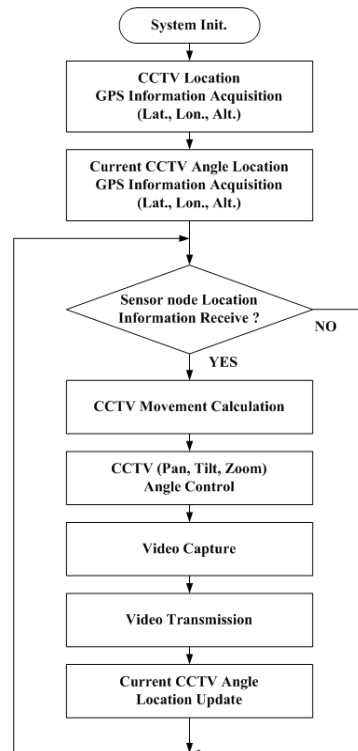 System Init.
CCTV Location
GPS Information Acquisition
(Lat., Lon., Alt.)
Current CCTV Angle Location
GPS Information Acquisition
(Lat., Lon., Alt.)
Sensor node Location
Information Receive ?
NO
YES
CCTV Movement Calculation
CCTV (Pan, Tilt, Zoom)
Angle Control
Video Capture
Video Transmission
Current CCTV Angle
Location Update